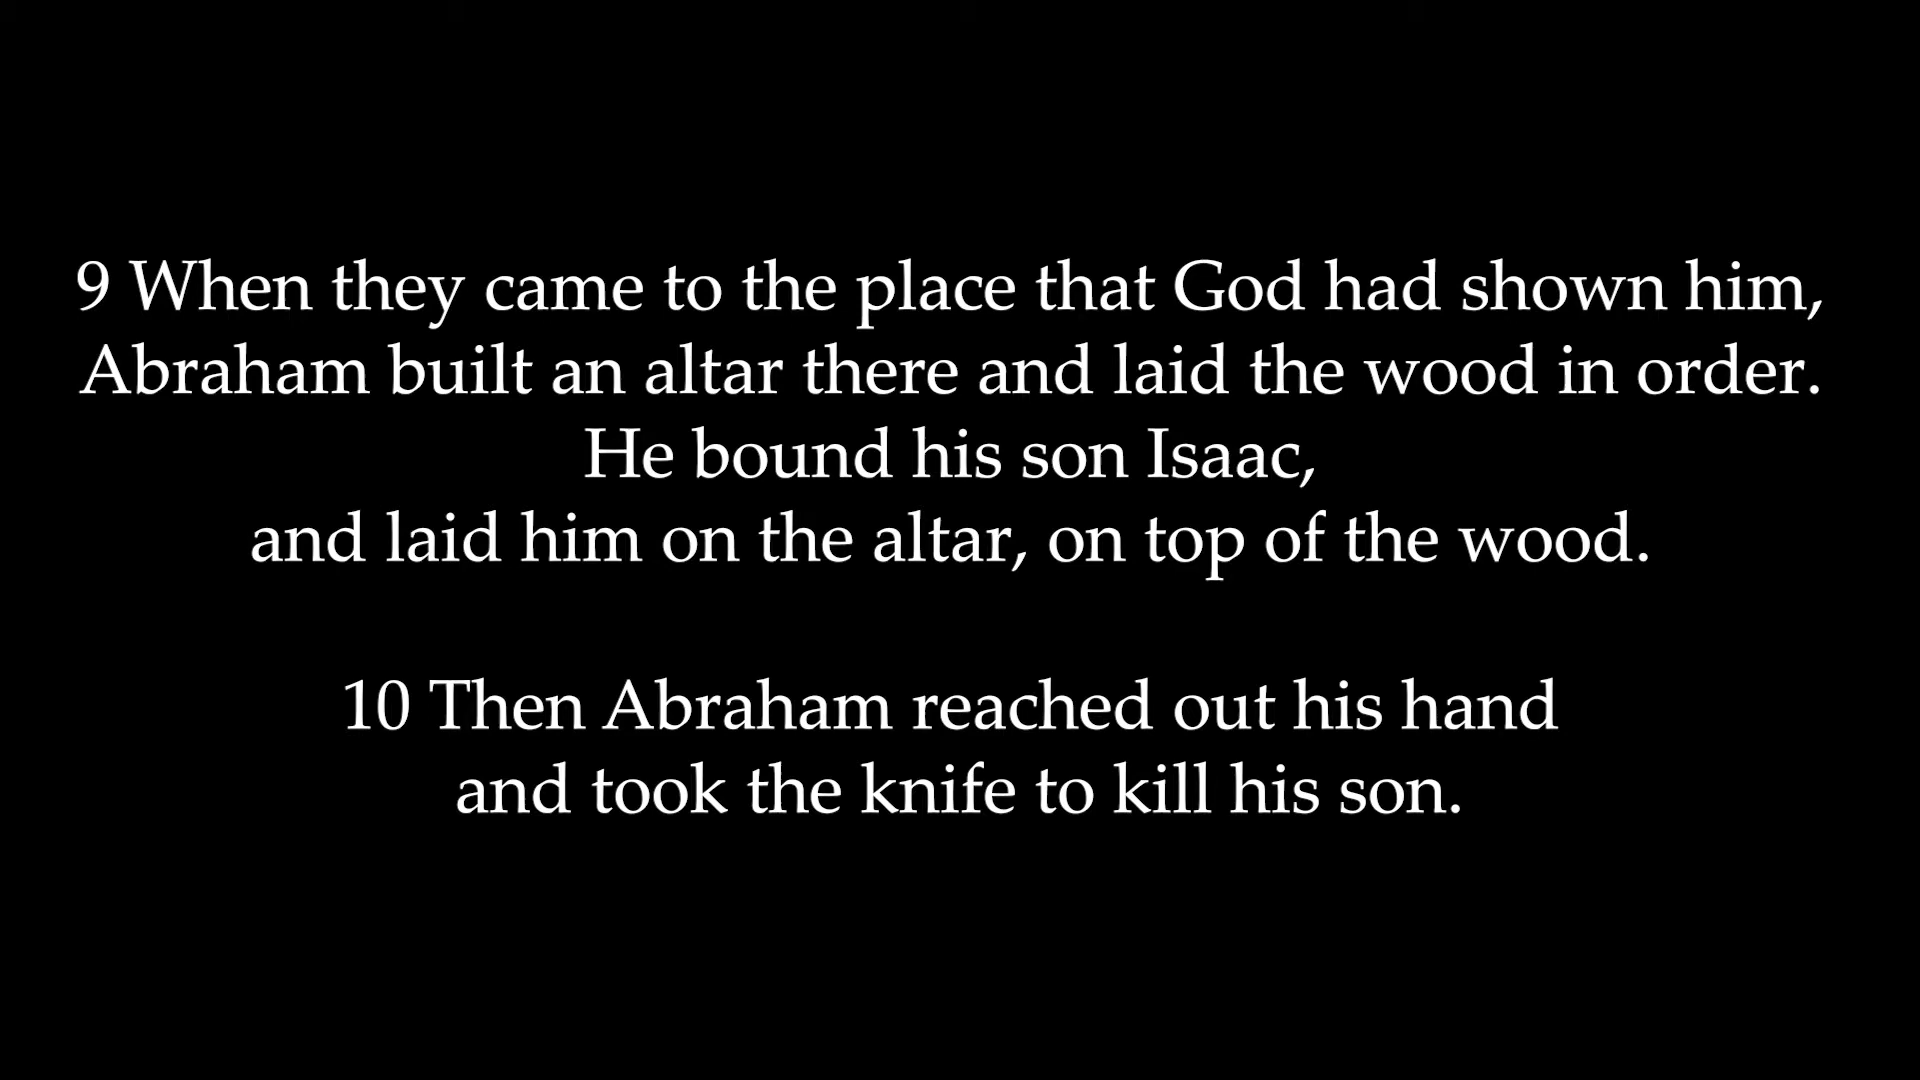 9 When they came to the place that God had shown him,
Abraham built an altar there and laid the wood in order.
He bound his son Isaac,
and laid him on the altar, on top of the wood.
10 Then Abraham reached out his hand
and took the knife to kill his son.